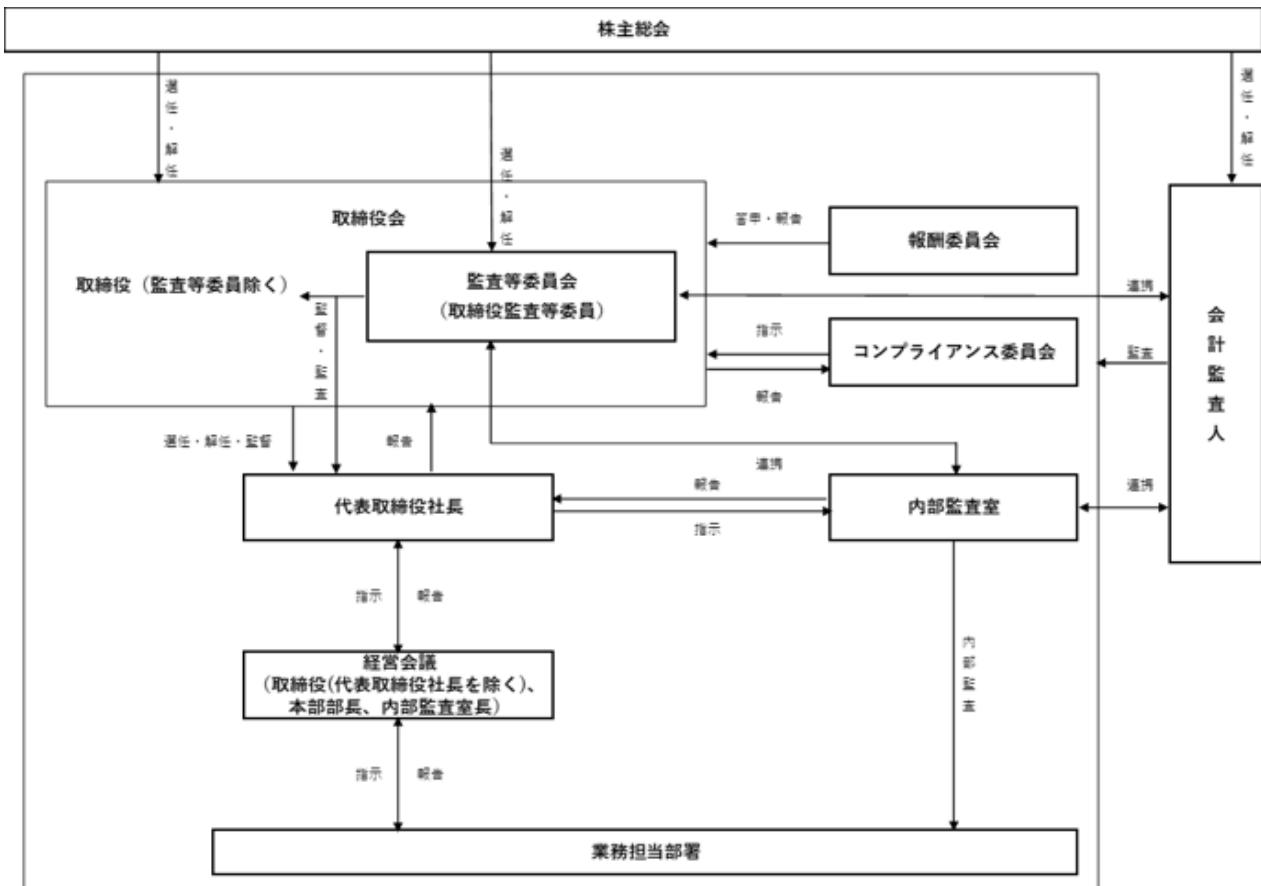 株主総会
選任・解任
選任・解任
選任・解任
取締役会
答申・報告
報酬委員会
取締役（監査等委員除く）
監査等委員会
（取締役監査等委員）
連携
会計監査人
監督・監査
指示
コンプライアンス委員会
監査
報告
選任・解任・監督
報告
連携
代表取締役社長
報告
指示
内部監査室
連携
指示
報告
経営会議
（取締役(代表取締役社長を除く)、
本部部長、内部監査室長）
内部監査
指示
報告
業務担当部署